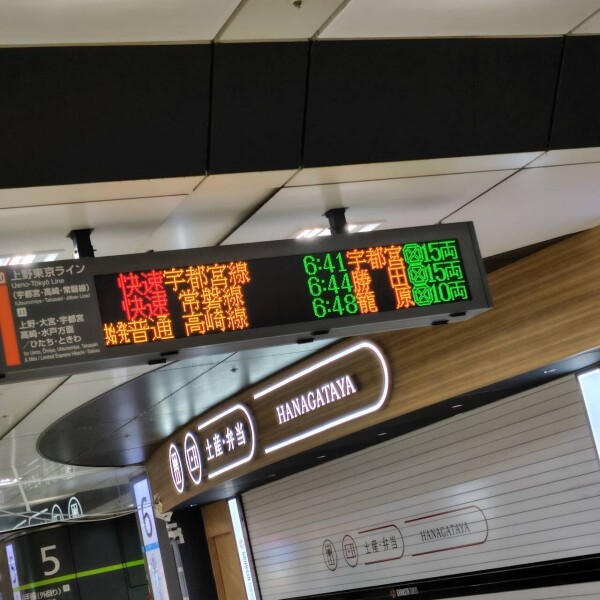 上野東京ライン
Ueno-Tokyo Line
(宇都宮・高崎・常磐線)
上野・大宮・宇都宮
高崎・水戸方面
/ひたち・ときわ
快速 宇都宮線 6:41 宇都宮 15両
快速 常磐線 6:44 勝田 15両
始発 普通 高崎線 6:48 籠原 10両
土産・弁当
HANAGATAYA
土産・弁当
HANAGATAYA
6
5